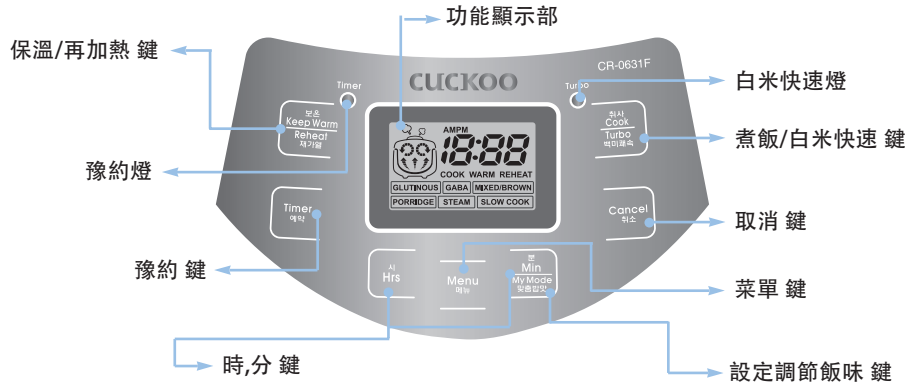 功能顯示部
保溫/再加熱 鍵
CUCKOO
CR-0631F
Timer
Turbo
白米快速燈
보온
Keep Warm
Reheat
재가열
취사
Cook
Turbo
백미쾌속
煮飯/白米快速 鍵
AMPM
18:88
COOK WARM REHEAT
GLUTINOUS GABA MIXED/BROWN
PORRIDGE STEAM SLOW COOK
豫約燈
Timer
예약
Cancel
취소
取消 鍵
豫約 鍵
시
Hrs
Menu
메뉴
분
Min
My Mode
맞춤밥맛
菜單 鍵
時,分 鍵
設定調節飯味 鍵